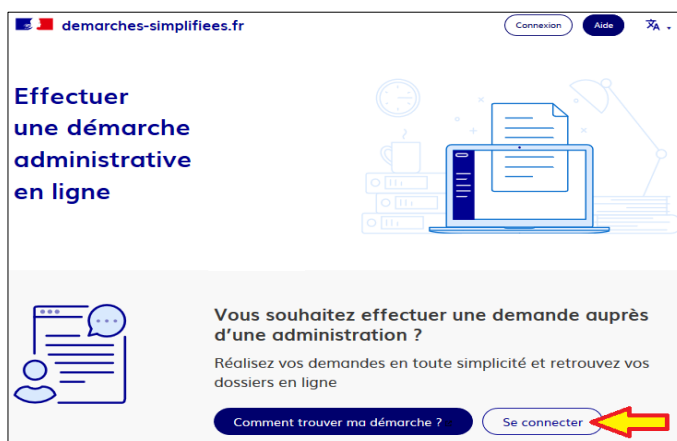 demarches-simplifiees.fr
Connexion
Aide
Effectuer
une démarche
administrative
en ligne
Vous souhaitez effectuer une demande auprès
d’une administration ?
Réalisez vos demandes en toute simplicité et retrouvez vos
dossiers en ligne
Comment trouver ma démarche ?
Se connecter